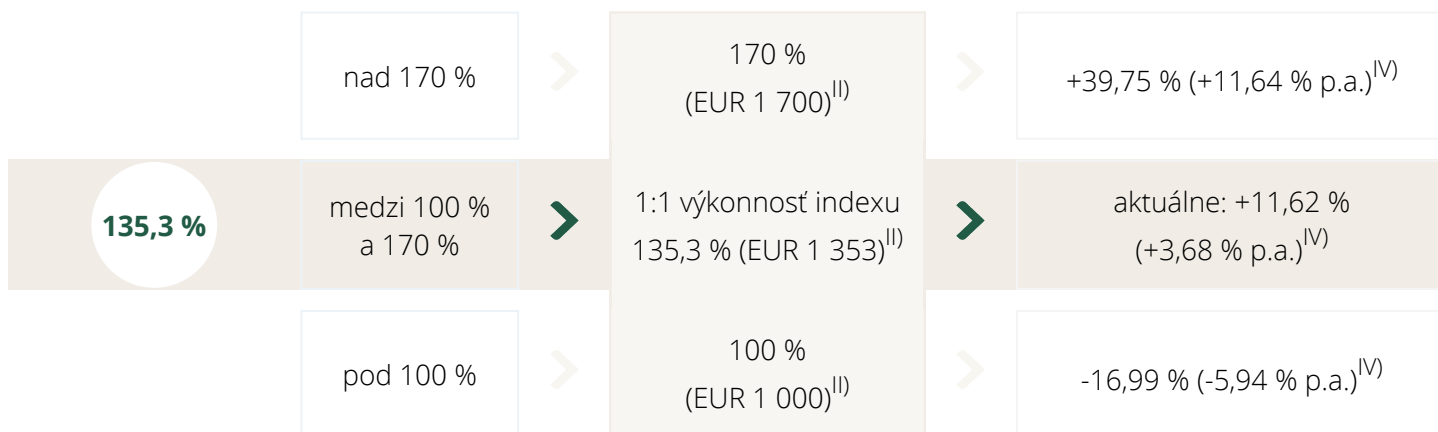 nad 170 %
170 %
(EUR 1 700)II)
+39,75 % (+11,64 % p.a.)IV)
135,3 %
medzi 100 %
a 170 %
1:1 výkonnosť indexu
135,3 % (EUR 1 353)II)
aktuálne: +11,62 %
(+3,68 % p.a.)IV)
pod 100 %
100 %
(EUR 1 000)II)
-16,99 % (-5,94 % p.a.)IV)